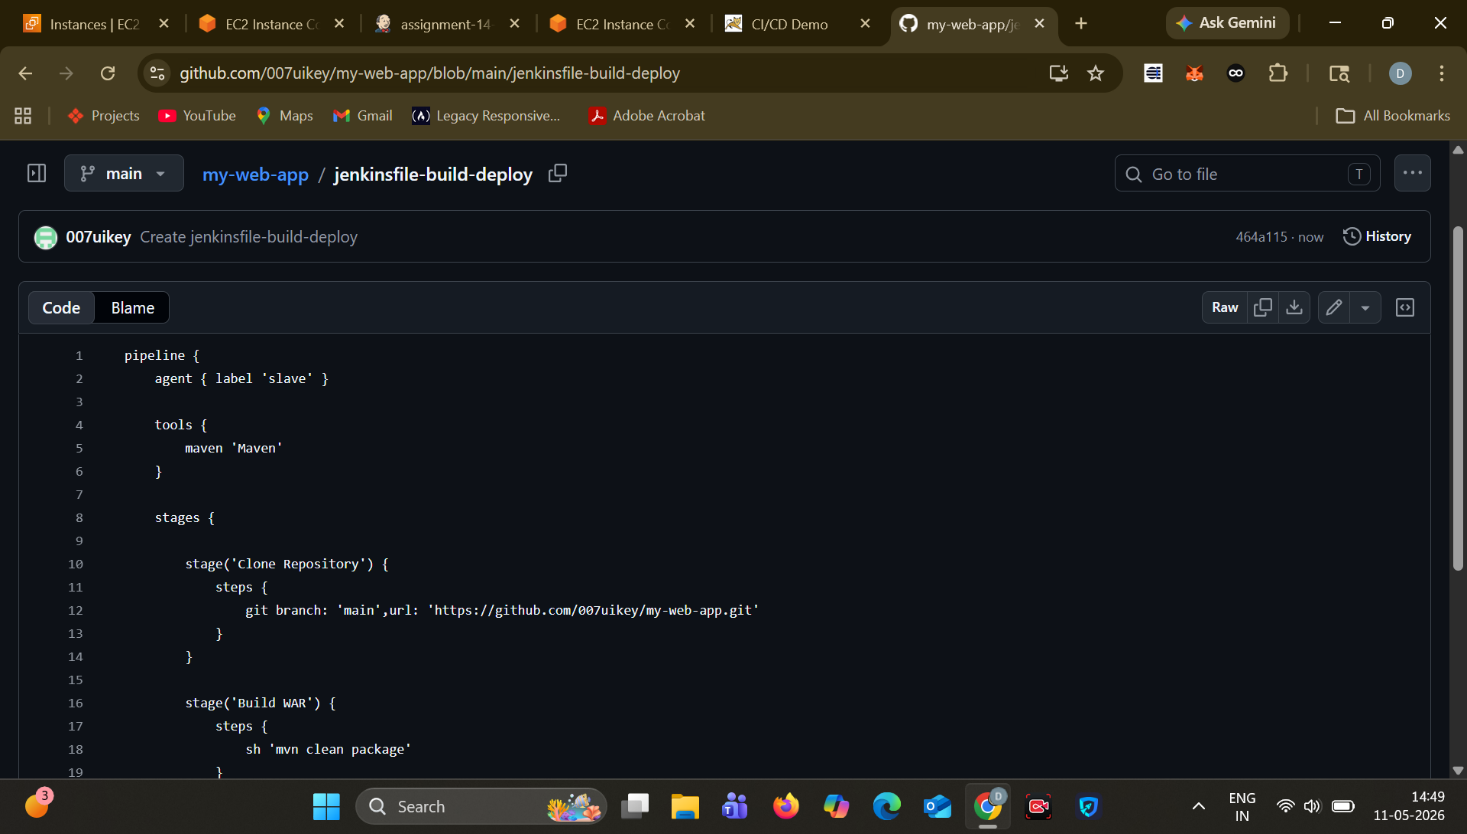 Instances | EC2
EC2 Instance Co
assignment-14
EC2 Instance Co
CI/CD Demo
my-web-app/je
Ask Gemini
github.com/007uikey/my-web-app/blob/main/jenkinsfile-build-deploy
D
Projects
YouTube
Maps
Gmail
Legacy Responsive...
Adobe Acrobat
All Bookmarks
main
my-web-app / jenkinsfile-build-deploy
Go to file
T
007uikey Create jenkinsfile-build-deploy
464a115 · now
History
Code
Blame
Raw
1 pipeline {
2 agent { label 'slave' }
3
4 tools {
5 maven 'Maven'
6 }
7
8 stages {
9
10 stage('Clone Repository') {
11 steps {
12 git branch: 'main',url: 'https://github.com/007uikey/my-web-app.git'
13 }
14 }
15
16 stage('Build WAR') {
17 steps {
18 sh 'mvn clean package'
19 }
3
Search
D
ENG
IN
14:49
11-05-2026